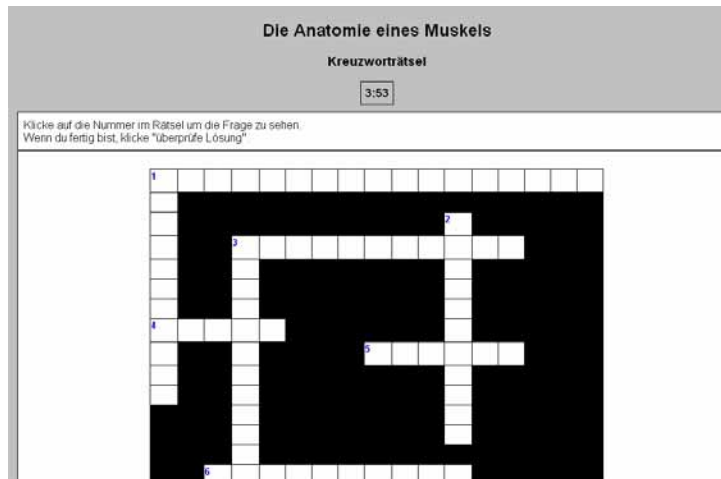 Die Anatomie eines Muskels
Kreuzworträtsel
3:53
Klicke auf die Nummer im Rätsel um die Frage zu sehen.
Wenn du fertig bist, klicke "überprüfe Lösung".
1
2
3
4
5
6